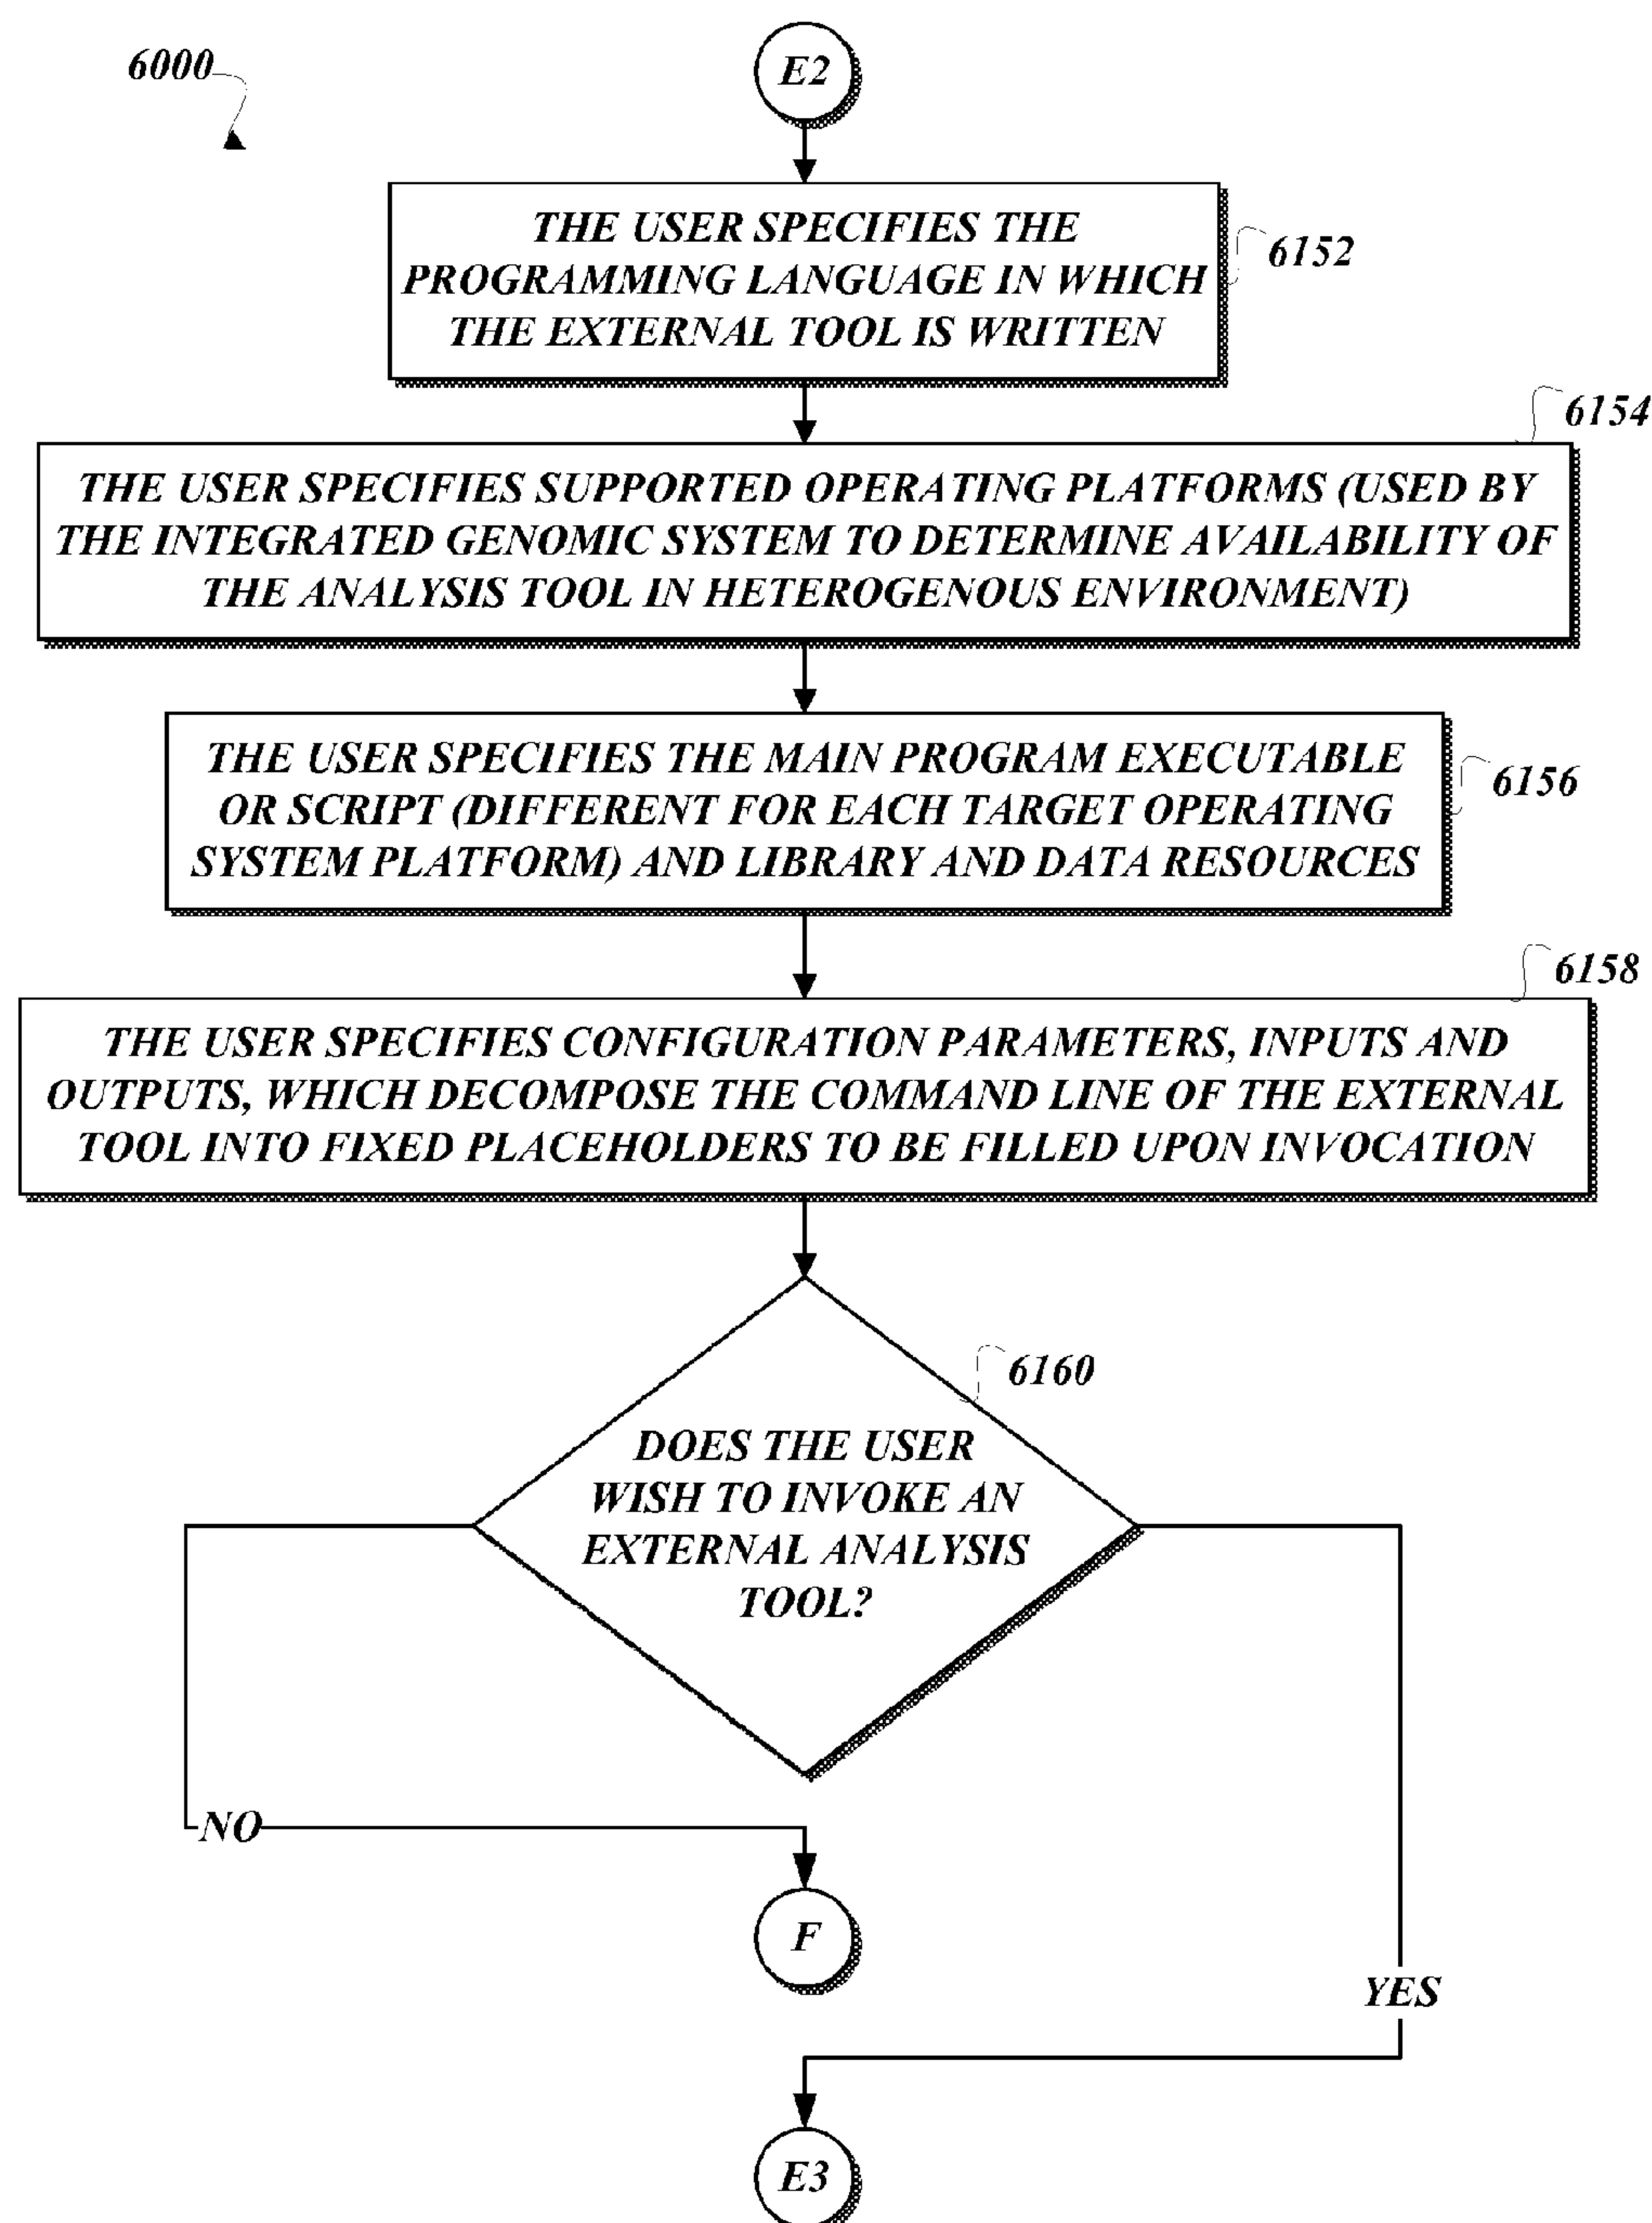 6000
E2
THE USER SPECIFIES THE
PROGRAMMING LANGUAGE IN WHICH
THE EXTERNAL TOOL IS WRITTEN
6152
6154
THE USER SPECIFIES SUPPORTED OPERATING PLATFORMS (USED BY
THE INTEGRATED GENOMIC SYSTEM TO DETERMINE AVAILABILITY OF
THE ANALYSIS TOOL IN HETEROGENOUS ENVIRONMENT)
THE USER SPECIFIES THE MAIN PROGRAM EXECUTABLE
OR SCRIPT (DIFFERENT FOR EACH TARGET OPERATING
SYSTEM PLATFORM) AND LIBRARY AND DATA RESOURCES
6156
6158
THE USER SPECIFIES CONFIGURATION PARAMETERS, INPUTS AND
OUTPUTS, WHICH DECOMPOSE THE COMMAND LINE OF THE EXTERNAL
TOOL INTO FIXED PLACEHOLDERS TO BE FILLED UPON INVOCATION
6160
DOES THE USER
WISH TO INVOKE AN
EXTERNAL ANALYSIS
TOOL?
NO
F
YES
E3